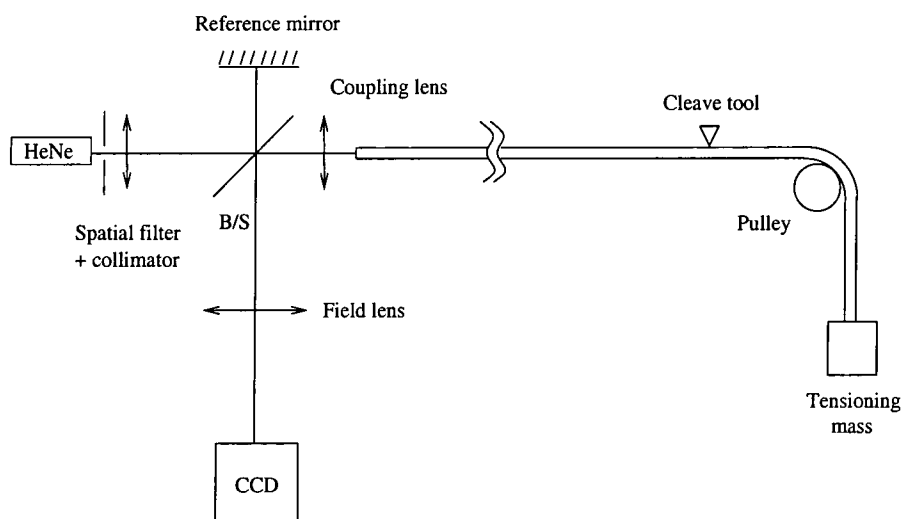 Reference mirror
Coupling lens
Cleave tool
HeNe
B/S
Pulley
Spatial filter
+ collimator
Field lens
Tensioning
mass
CCD